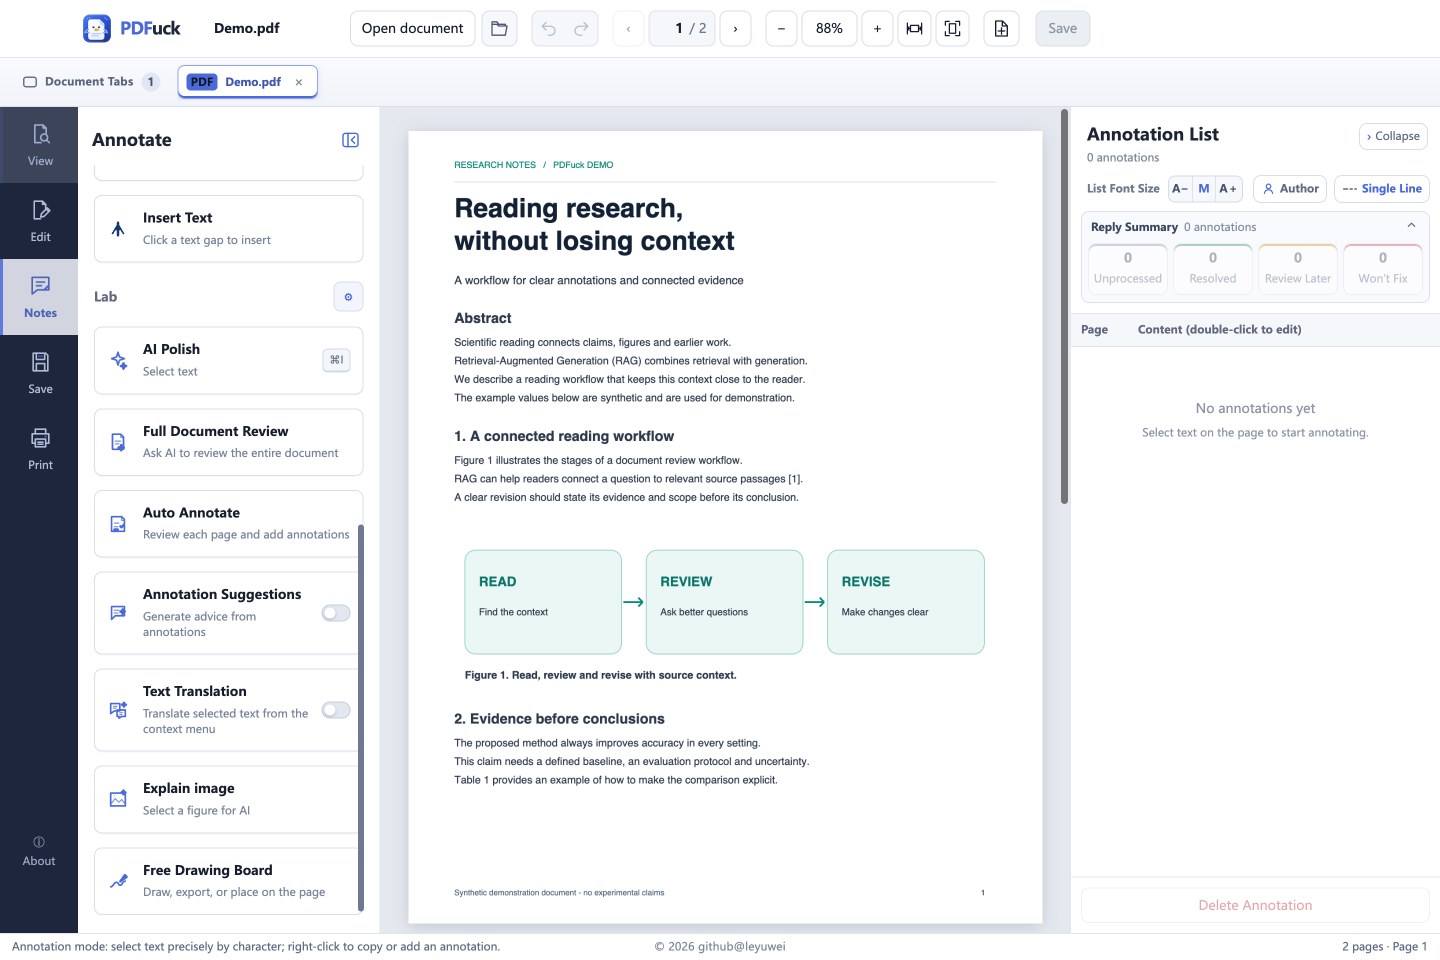 PDFuck
Demo.pdf
Open document
1 / 2
88%
Save
Document Tabs 1
PDF Demo.pdf ×
View
Edit
Notes
Save
Print
About
Annotate
Insert Text
Click a text gap to insert
Lab
AI Polish
Select text
⌘I
Full Document Review
Ask AI to review the entire document
Auto Annotate
Review each page and add annotations
Annotation Suggestions
Generate advice from
annotations
Text Translation
Translate selected text from the
context menu
Explain image
Select a figure for AI
Free Drawing Board
Draw, export, or place on the page
RESEARCH NOTES / PDFuck DEMO
Reading research,
without losing context
A workflow for clear annotations and connected evidence
Abstract
Scientific reading connects claims, figures and earlier work.
Retrieval-Augmented Generation (RAG) combines retrieval with generation.
We describe a reading workflow that keeps this context close to the reader.
The example values below are synthetic and are used for demonstration.
1. A connected reading workflow
Figure 1 illustrates the stages of a document review workflow.
RAG can help readers connect a question to relevant source passages [1].
A clear revision should state its evidence and scope before its conclusion.
READ
Find the context
REVIEW
Ask better questions
REVISE
Make changes clear
Figure 1. Read, review and revise with source context.
2. Evidence before conclusions
The proposed method always improves accuracy in every setting.
This claim needs a defined baseline, an evaluation protocol and uncertainty.
Table 1 provides an example of how to make the comparison explicit.
Synthetic demonstration document - no experimental claims
1
Annotation List
› Collapse
0 annotations
List Font Size A− M A+ Author --- Single Line
Reply Summary 0 annotations
0 Unprocessed
0 Resolved
0 Review Later
0 Won't Fix
Page Content (double-click to edit)
No annotations yet
Select text on the page to start annotating.
Delete Annotation
Annotation mode: select text precisely by character; right-click to copy or add an annotation.
© 2026 github@leyuwei
2 pages · Page 1